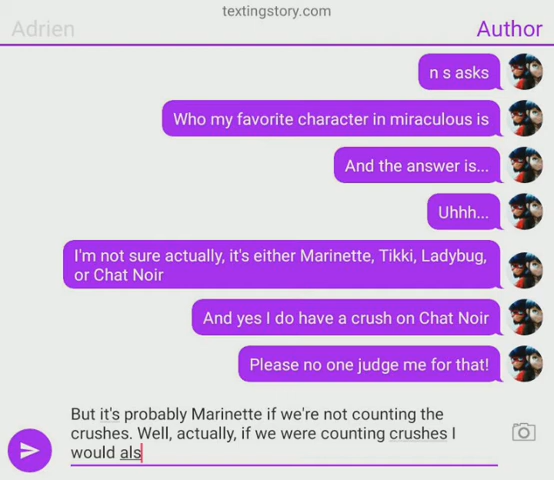 textingstory.com
Adrien
Author
n s asks
Who my favorite character in miraculous is
And the answer is...
Uhhh...
I'm not sure actually, it's either Marinette, Tikki, Ladybug,
or Chat Noir
And yes I do have a crush on Chat Noir
Please no one judge me for that!
But it's probably Marinette if we're not counting the
crushes. Well, actually, if we were counting crushes I
would als